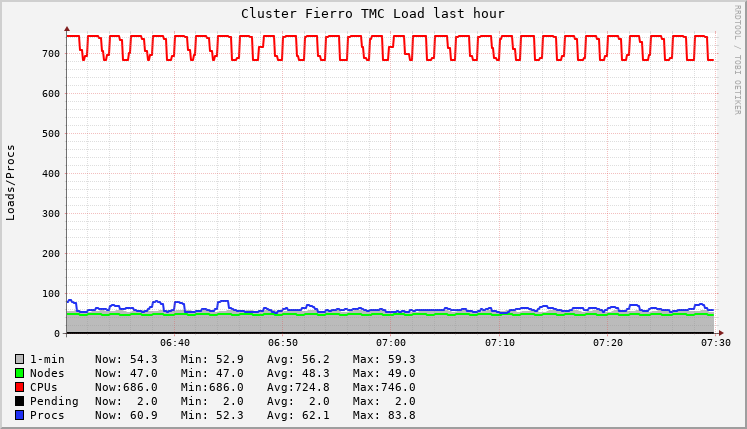 Cluster Fierro TMC Load last hour
RRDTOOL / TOBI OETIKER
Loads/Procs
700
600
500
400
300
200
100
0
06:40 06:50 07:00 07:10 07:20 07:30
1-min Now: 54.3 Min: 52.9 Avg: 56.2 Max: 59.3
Nodes Now: 47.0 Min: 47.0 Avg: 48.3 Max: 49.0
CPUs Now:686.0 Min:686.0 Avg:724.8 Max:746.0
Pending Now: 2.0 Min: 2.0 Avg: 2.0 Max: 2.0
Procs Now: 60.9 Min: 52.3 Avg: 62.1 Max: 83.8